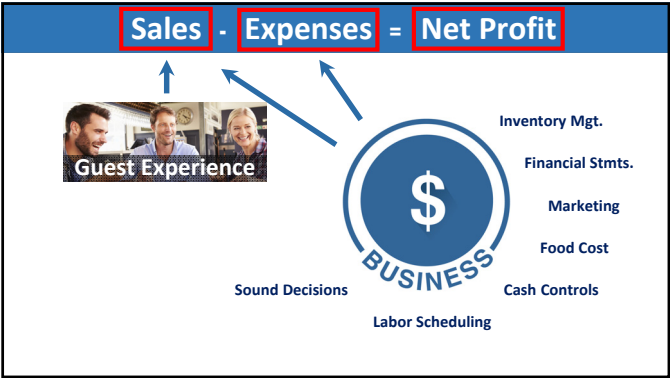 Sales - Expenses = Net Profit
Guest Experience
Inventory Mgt.
Financial Stmts.
Marketing
Food Cost
Cash Controls
Labor Scheduling
Sound Decisions
$
BUSINESS